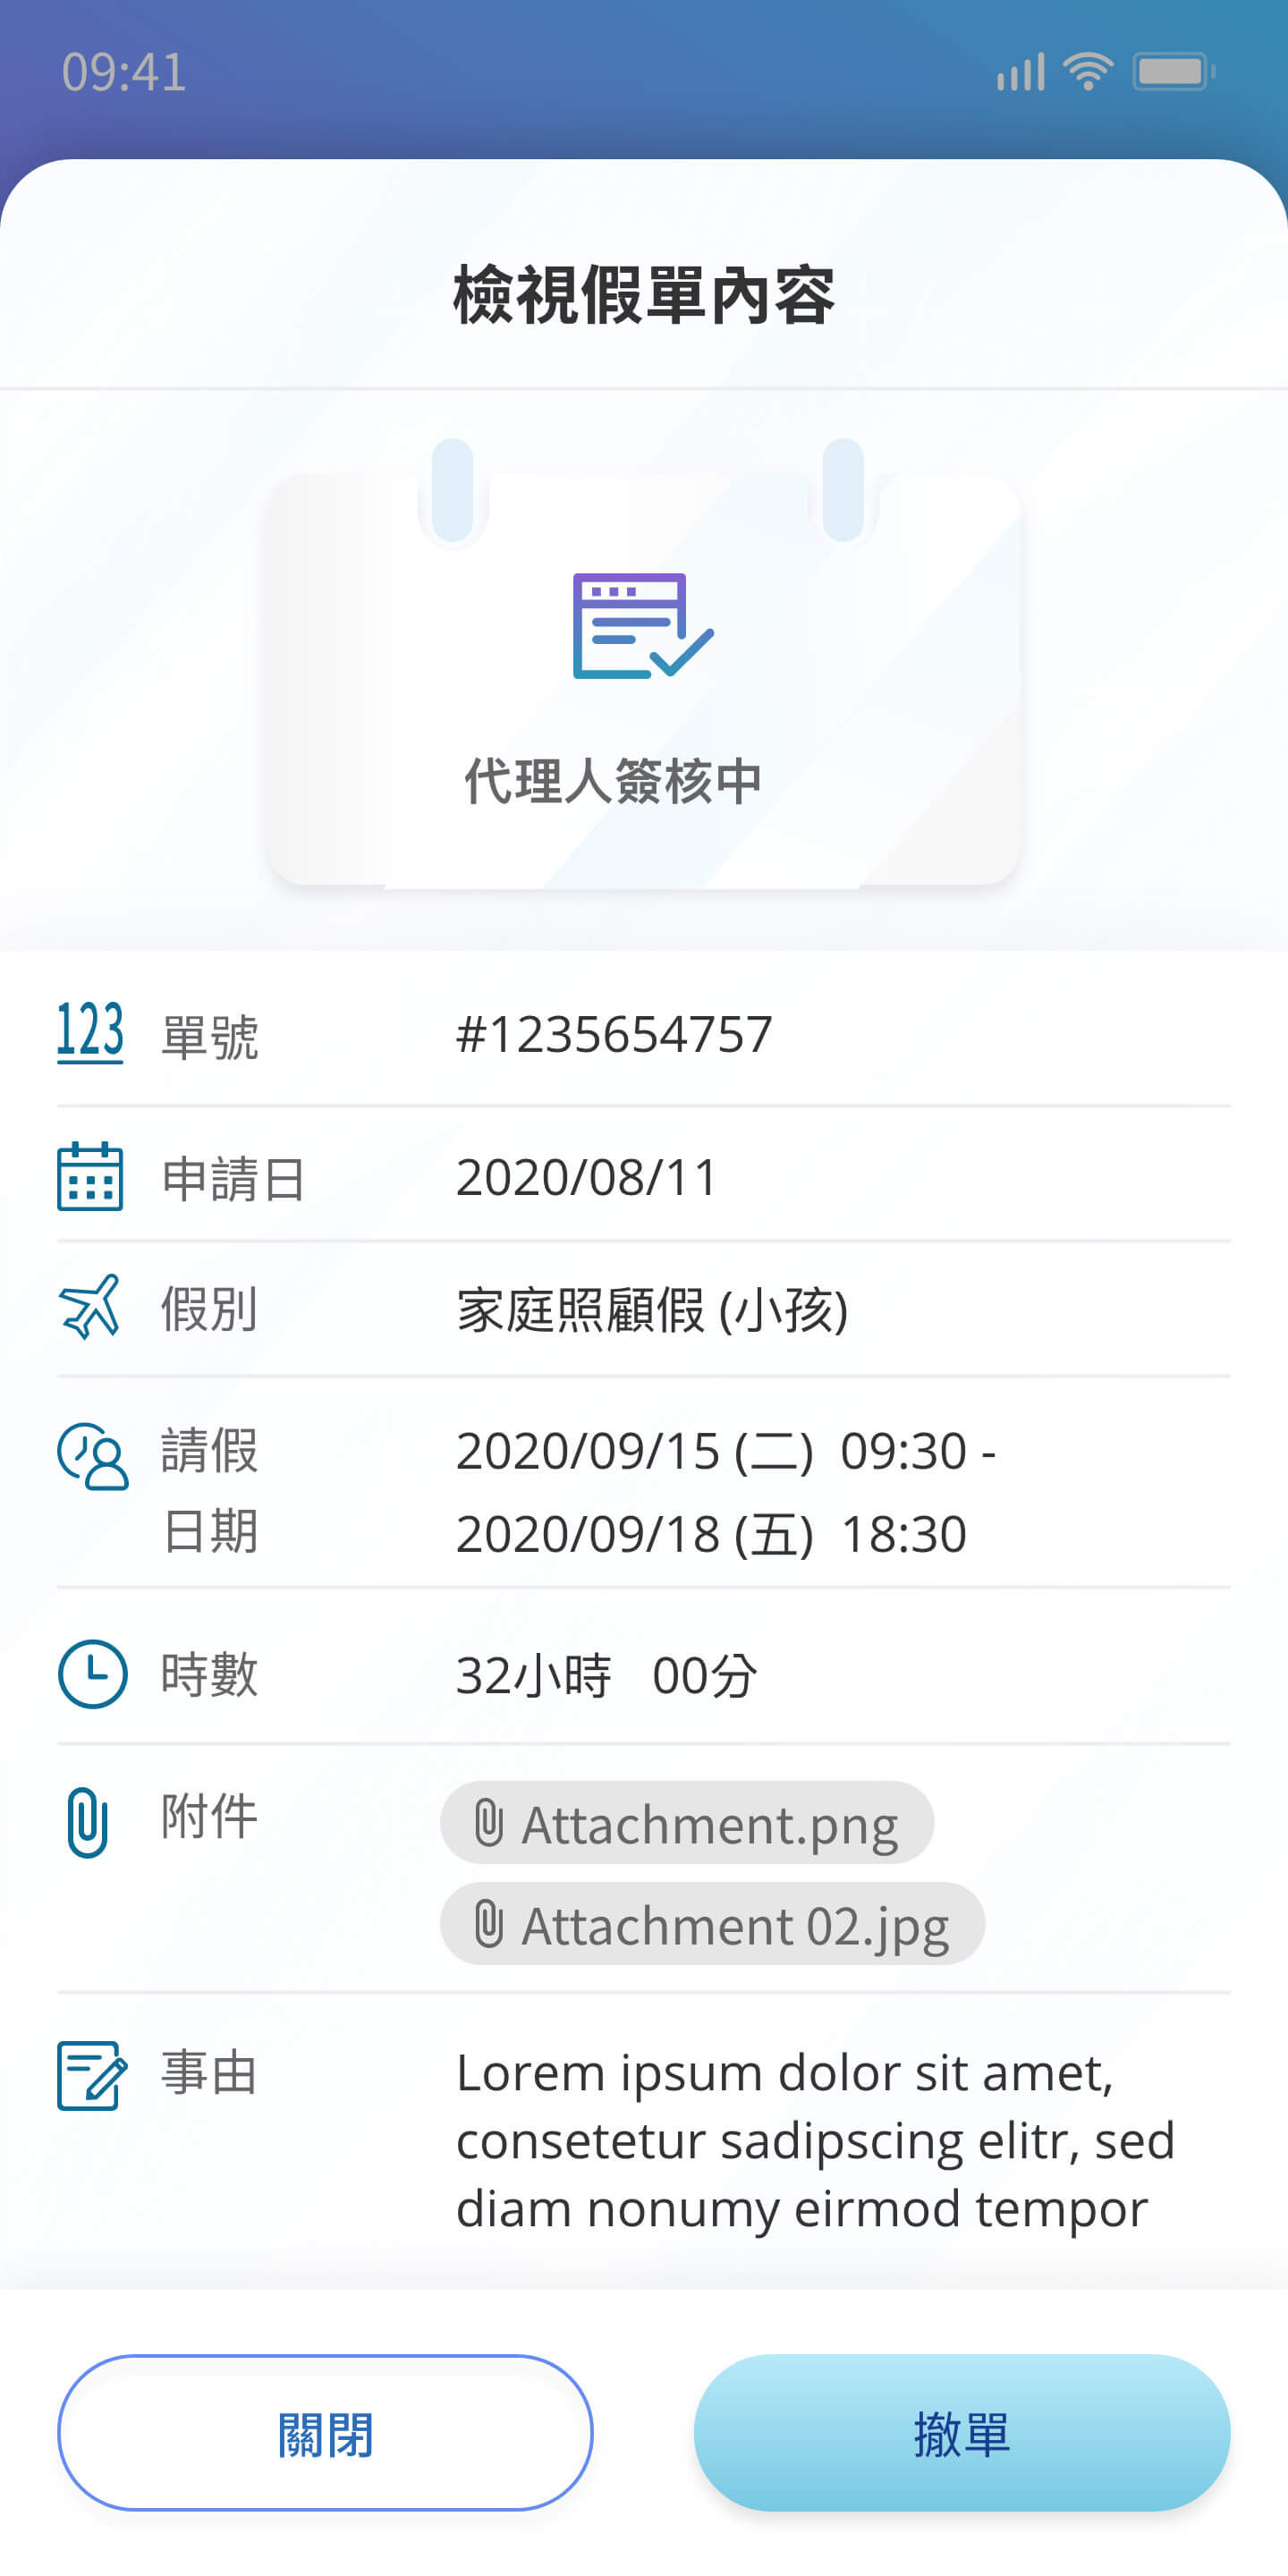 09:41
檢視假單內容
代理人簽核中
123 單號 #1235654757
申請日 2020/08/11
假別 家庭照顧假 (小孩)
請假 2020/09/15 (二) 09:30 -
日期 2020/09/18 (五) 18:30
時數 32小時 00分
附件 Attachment.png
Attachment 02.jpg
事由 Lorem ipsum dolor sit amet,
consetetur sadipscing elitr, sed
diam nonumy eirmod tempor
關閉 撤單